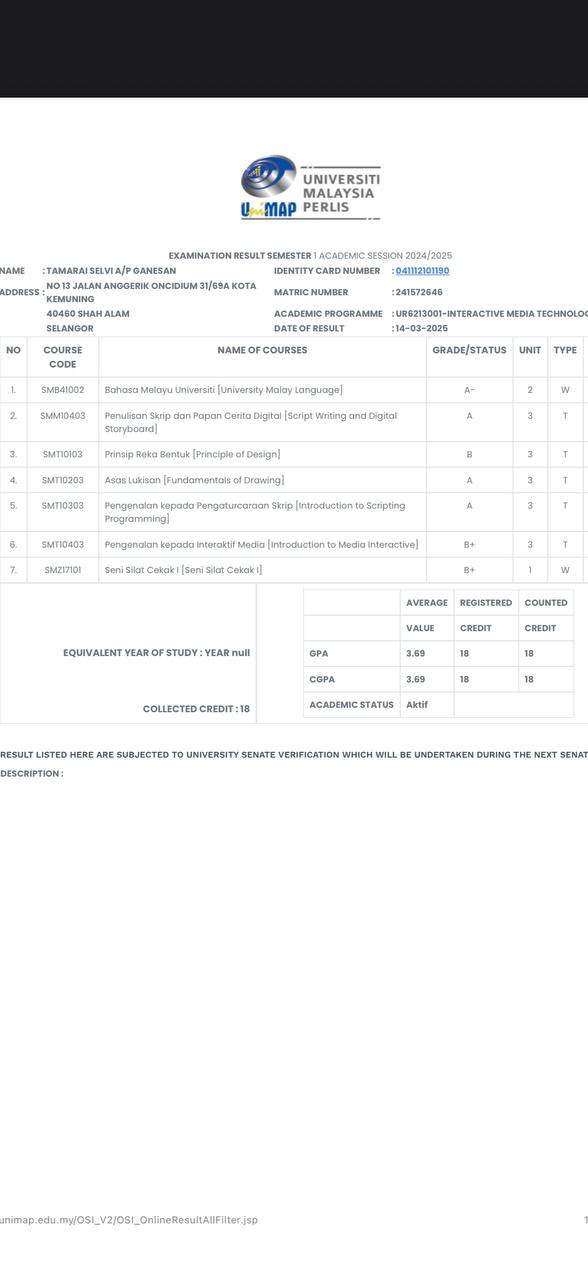 UNIVERSITI
MALAYSIA
PERLIS
UniMAP
EXAMINATION RESULT SEMESTER 1 ACADEMIC SESSION 2024/2025
NAME : TAMARAI SELVI A/P GANESAN IDENTITY CARD NUMBER : 041112101190
ADDRESS : NO 13 JALAN ANGGERIK ONCIDIUM 31/69A KOTA
KEMUNING MATRIC NUMBER : 241572646
40460 SHAH ALAM ACADEMIC PROGRAMME : UR6213001-INTERACTIVE MEDIA TECHNOLOG
SELANGOR DATE OF RESULT : 14-03-2025
NO COURSE CODE NAME OF COURSES GRADE/STATUS UNIT TYPE
1. SMB41002 Bahasa Melayu Universiti [University Malay Language] A- 2 W
2. SMM10403 Penulisan Skrip dan Papan Cerita Digital [Script Writing and Digital
Storyboard] A 3 T
3. SMT10103 Prinsip Reka Bentuk [Principle of Design] B 3 T
4. SMT10203 Asas Lukisan [Fundamentals of Drawing] A 3 T
5. SMT10303 Pengenalan kepada Pengaturcaraan Skrip [Introduction to Scripting
Programming] A 3 T
6. SMT10403 Pengenalan kepada Interaktif Media [Introduction to Media Interactive] B+ 3 T
7. SMZ17101 Seni Silat Cekak I [Seni Silat Cekak I] B+ 1 W
AVERAGE REGISTERED COUNTED
VALUE CREDIT CREDIT
EQUIVALENT YEAR OF STUDY : YEAR null
GPA 3.69 18 18
CGPA 3.69 18 18
COLLECTED CREDIT : 18
ACADEMIC STATUS Aktif
RESULT LISTED HERE ARE SUBJECTED TO UNIVERSITY SENATE VERIFICATION WHICH WILL BE UNDERTAKEN DURING THE NEXT SENAT
DESCRIPTION :
unimap.edu.my/OSI_V2/OSI_OnlineResultAllFilter.jsp 1